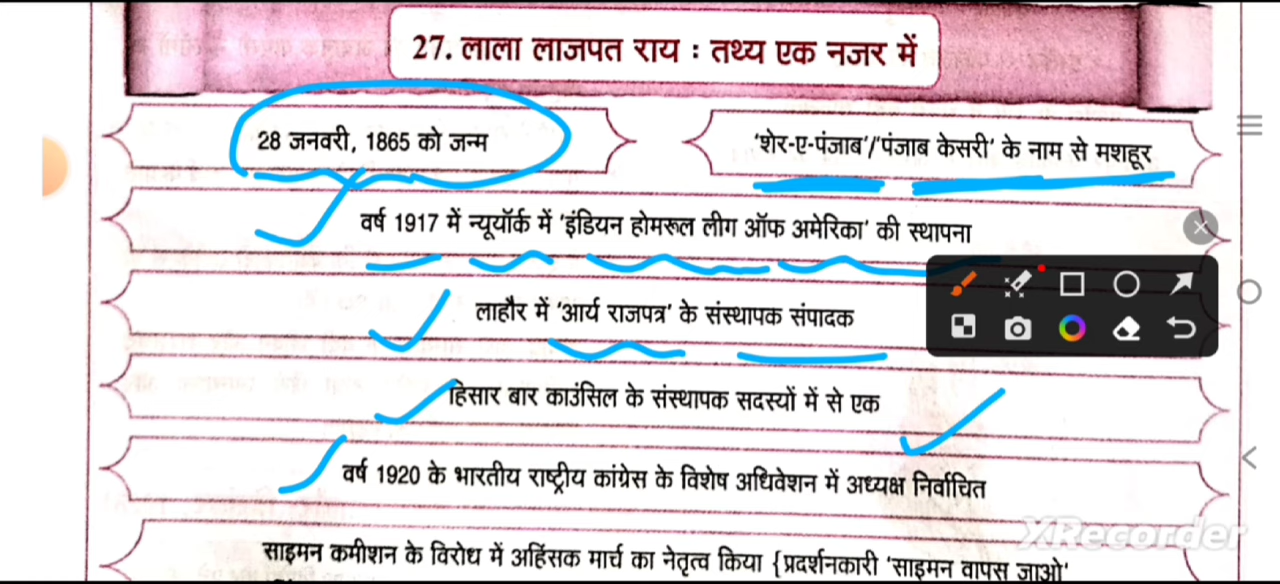 27. लाला लाजपत राय : तथ्य एक नजर में
28 जनवरी, 1865 को जन्म
'शेर-ए-पंजाब'/'पंजाब केसरी' के नाम से मशहूर
वर्ष 1917 में न्यूयॉर्क में 'इंडियन होमरूल लीग ऑफ अमेरिका' की स्थापना
लाहौर में 'आर्य राजपत्र' के संस्थापक संपादक
हिसार बार काउंसिल के संस्थापक सदस्यों में से एक
वर्ष 1920 के भारतीय राष्ट्रीय कांग्रेस के विशेष अधिवेशन में अध्यक्ष निर्वाचित
साइमन कमीशन के विरोध में अहिंसक मार्च का नेतृत्व किया {प्रदर्शनकारी 'साइमन वापस जाओ'
XRecorder